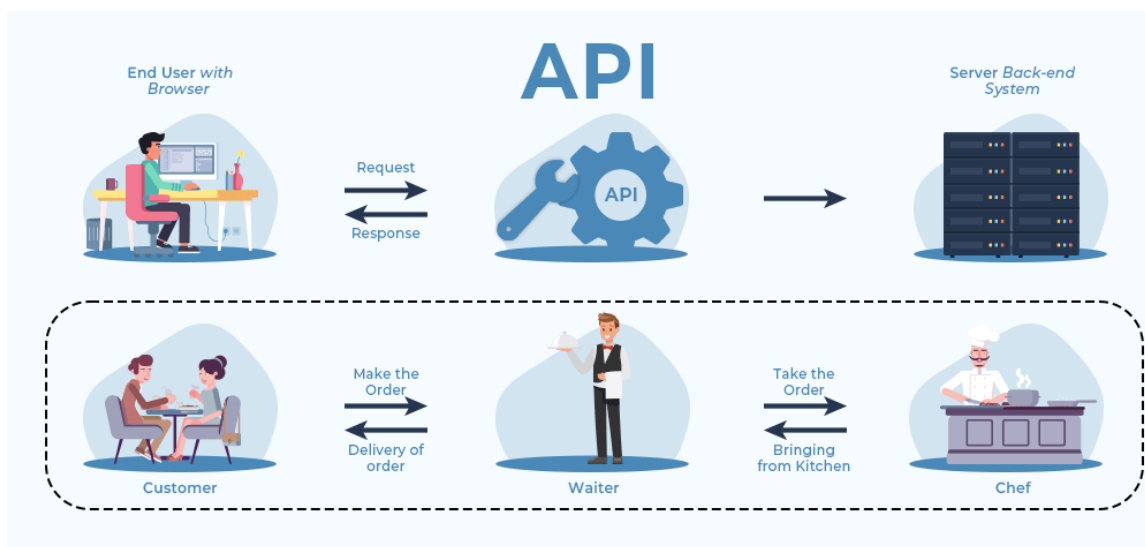 API
End User with
Browser
Server Back-end
System
Request
Response
API
Make the
Order
Delivery of
order
Take the
Order
Bringing
from Kitchen
Customer
Waiter
Chef